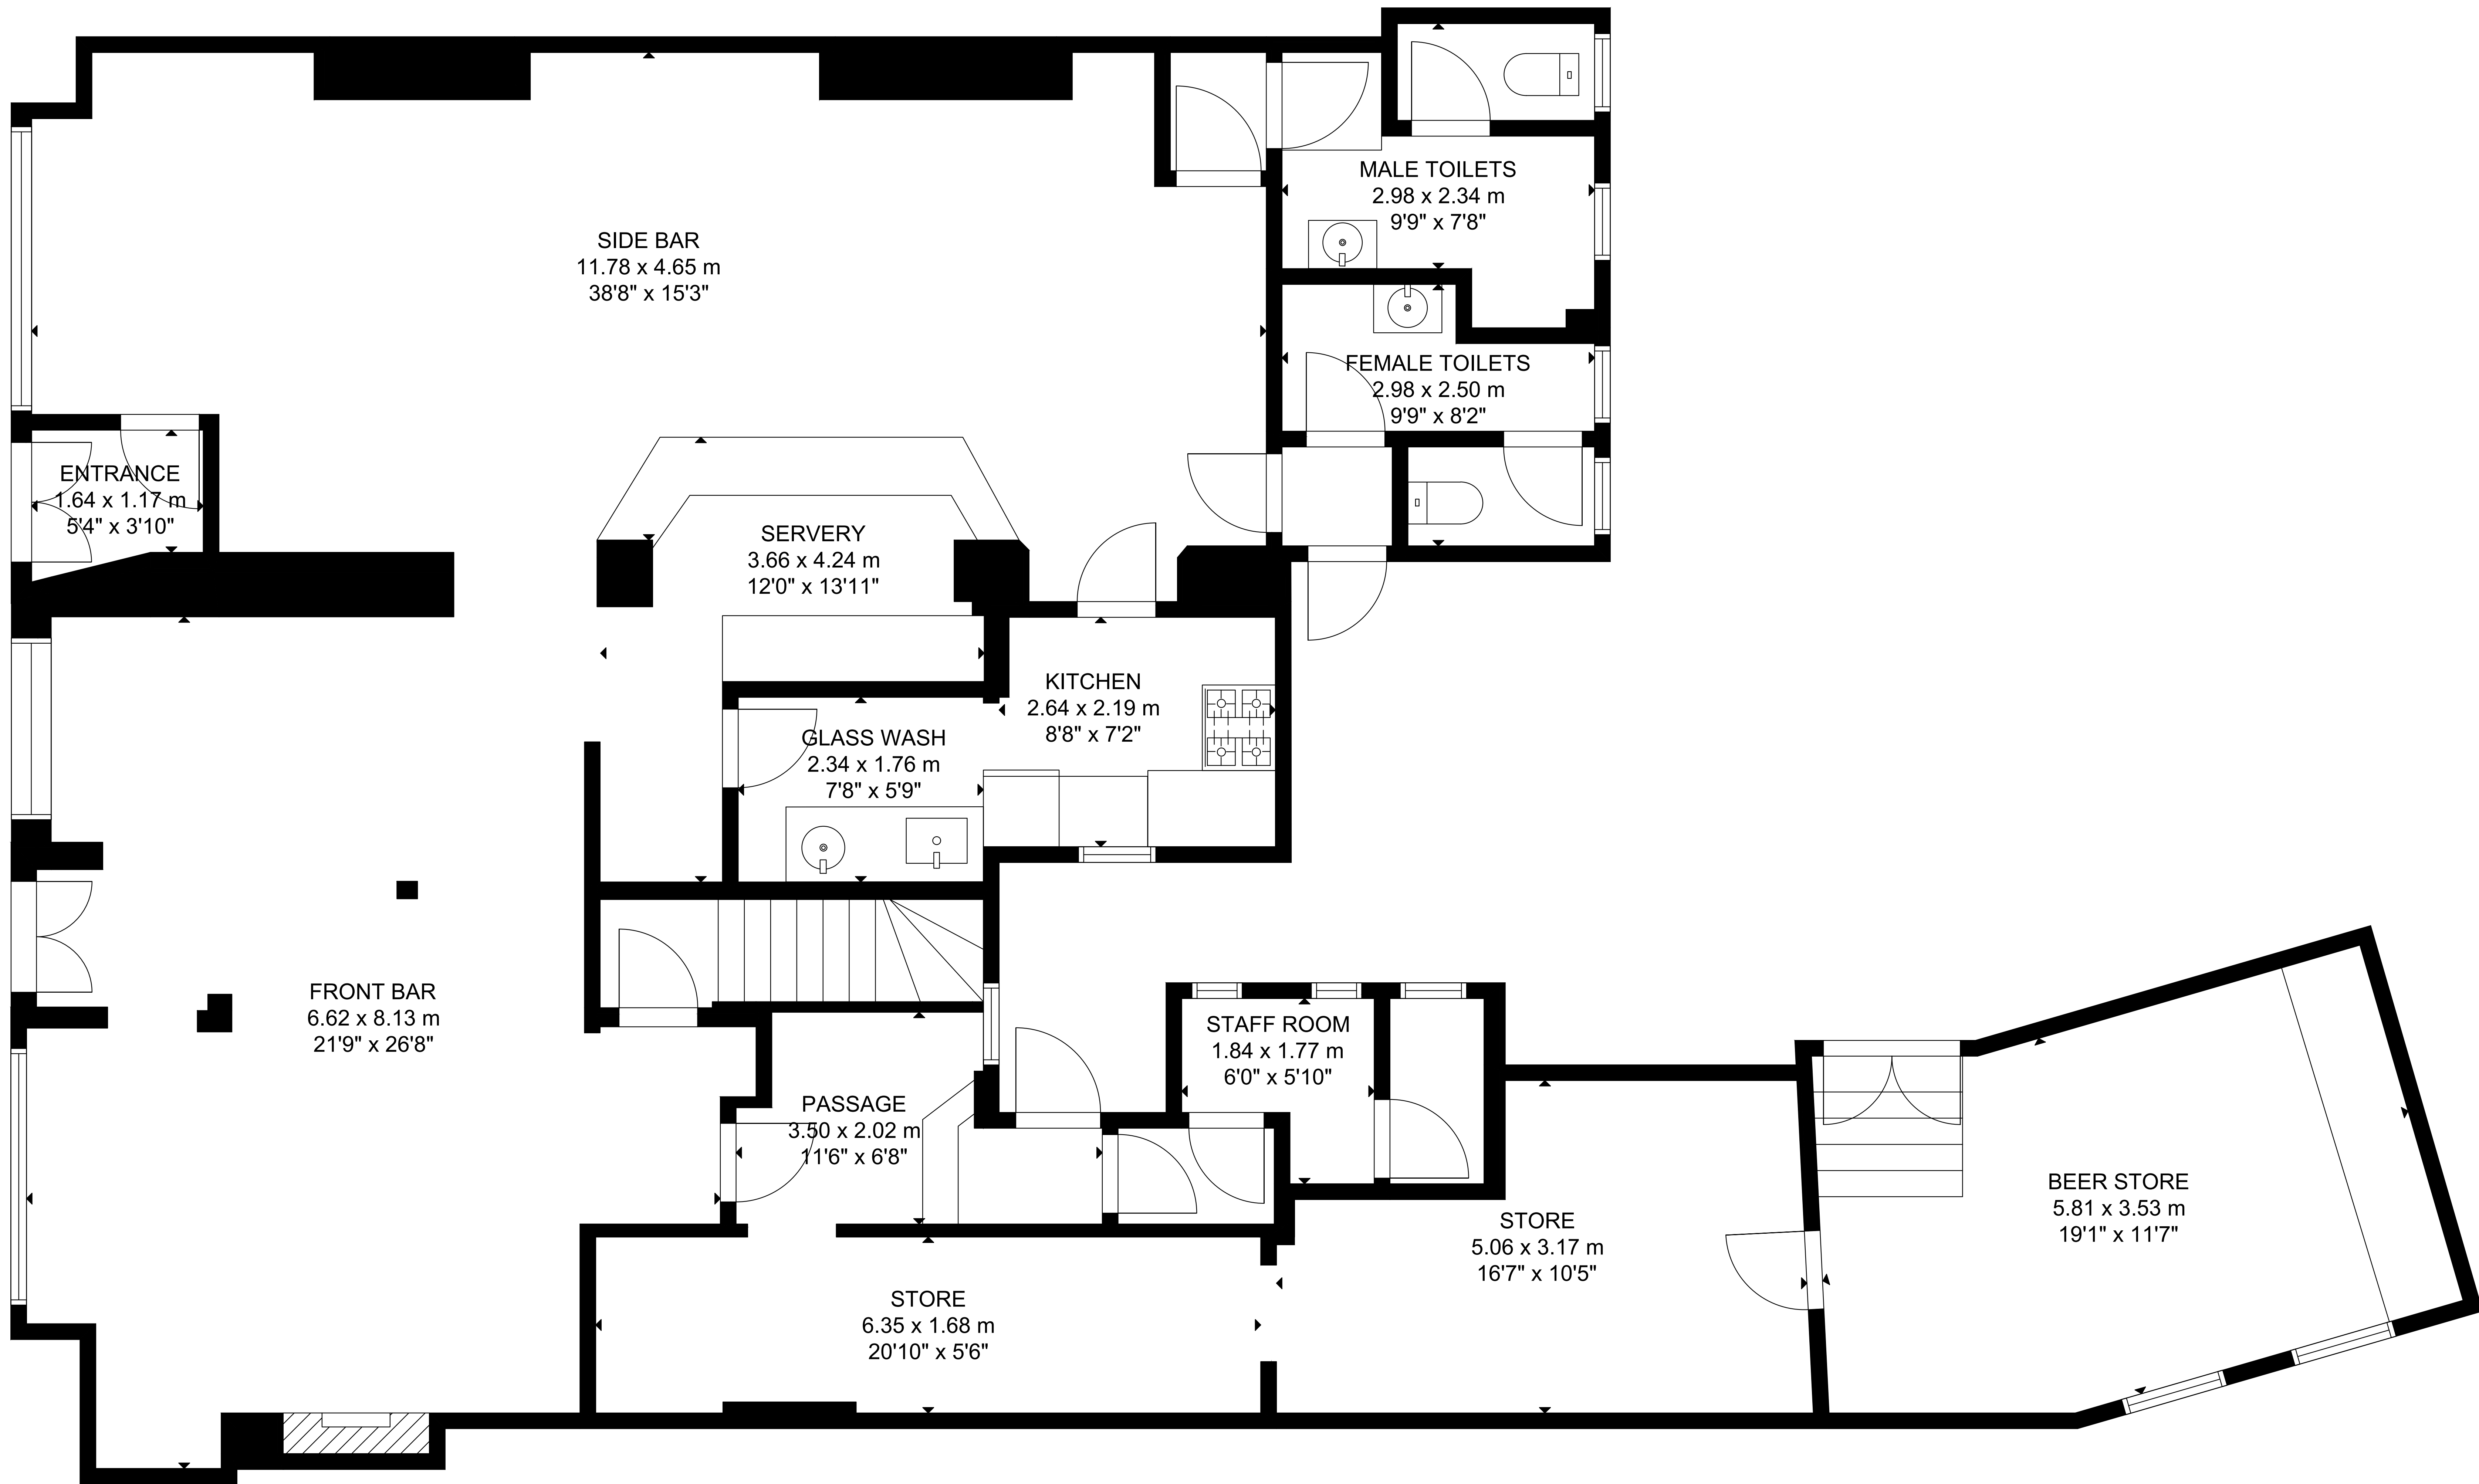 MALE TOILETS
2.98 x 2.34 m
9'9" x 7'8"
SIDE BAR
11.78 x 4.65 m
38'8" x 15'3"
FEMALE TOILETS
2.98 x 2.50 m
9'9" x 8'2"
ENTRANCE
1.64 x 1.17 m
5'4" x 3'10"
SERVERY
3.66 x 4.24 m
12'0" x 13'11"
KITCHEN
2.64 x 2.19 m
8'8" x 7'2"
GLASS WASH
2.34 x 1.76 m
7'8" x 5'9"
FRONT BAR
6.62 x 8.13 m
21'9" x 26'8"
STAFF ROOM
1.84 x 1.77 m
6'0" x 5'10"
PASSAGE
3.50 x 2.02 m
11'6" x 6'8"
BEER STORE
5.81 x 3.53 m
19'1" x 11'7"
STORE
5.06 x 3.17 m
16'7" x 10'5"
STORE
6.35 x 1.68 m
20'10" x 5'6"